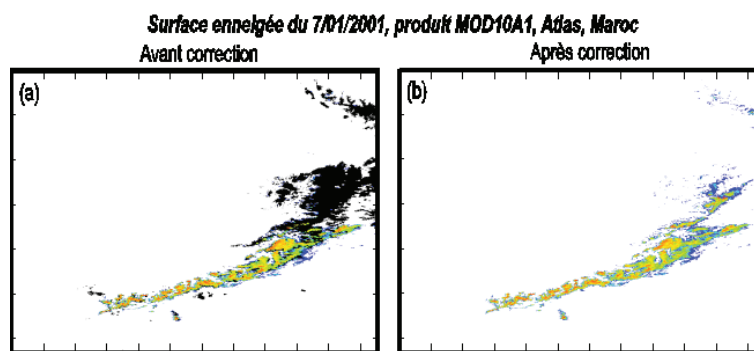 Surface enneigée du 7/01/2001, produit MOD10A1, Atlas, Maroc
Avant correction
Après correction
(a)
(b)